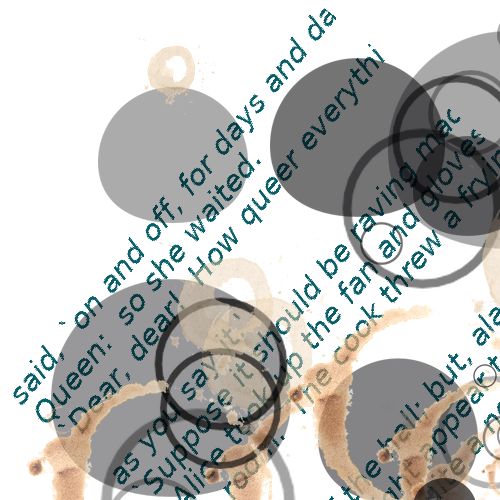 said, `on and off, for days and da
Queen: so she waited.
`Dear, dear! How queer everythi
as you say it.'
`Suppose it should be raving mac
Alice took up the fan and gloves
room. The cook threw a fryin
the hall: but, ala
ht appear
re a